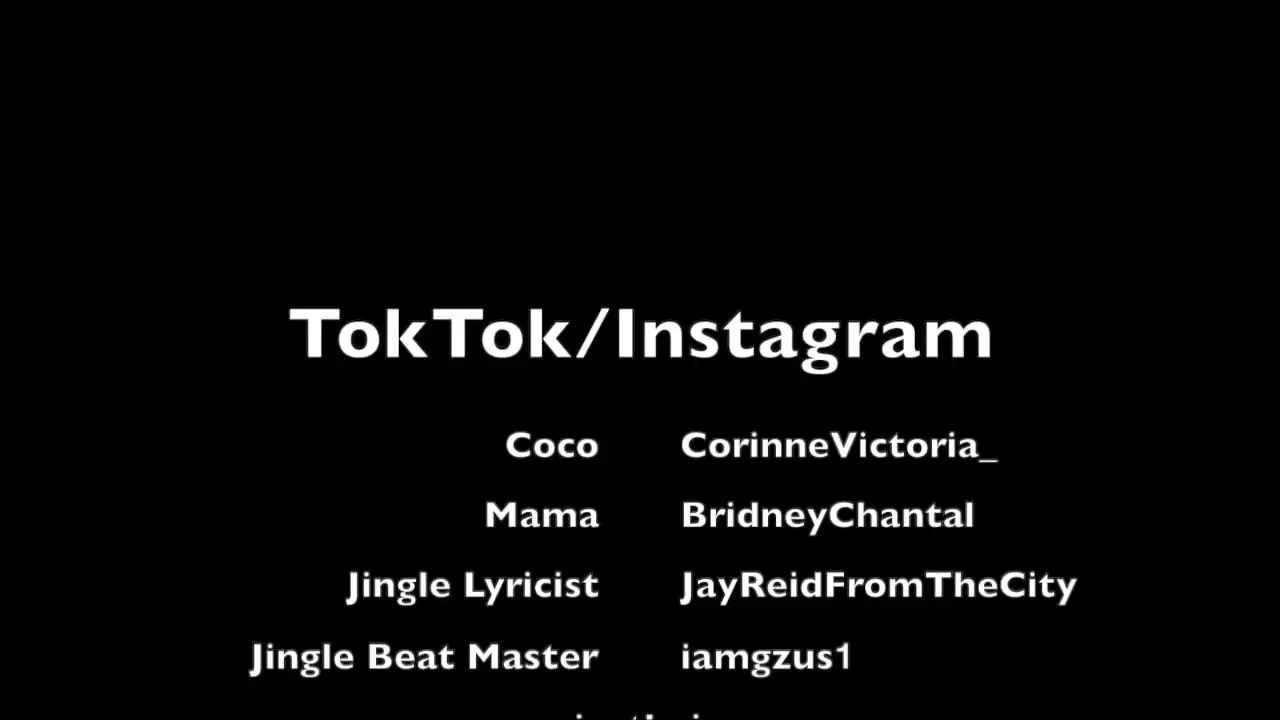 TokTok/Instagram
Coco CorinneVictoria_
Mama BridneyChantal
Jingle Lyricist JayReidFromTheCity
Jingle Beat Master iamgzus1